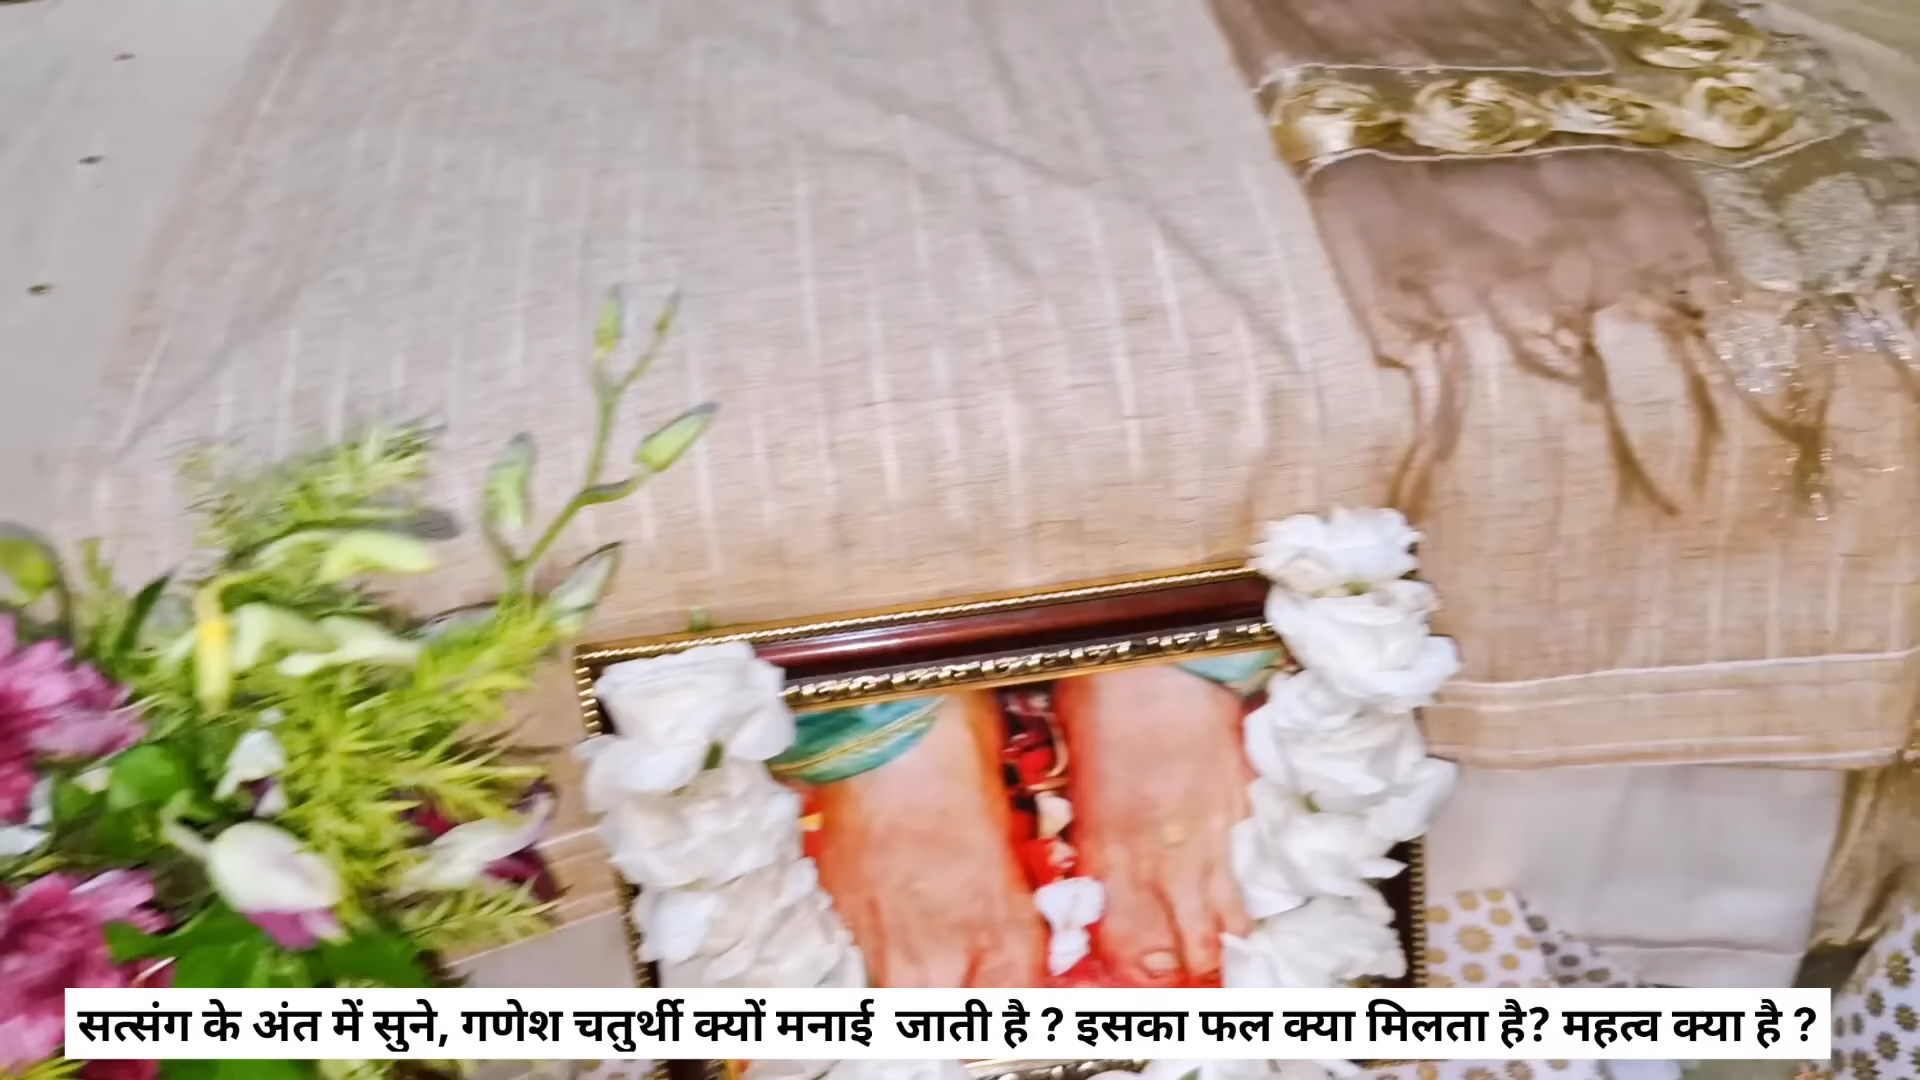 सत्संग के अंत में सुने, गणेश चतुर्थी क्यों मनाई  जाती है ? इसका फल क्या मिलता है? महत्व क्या है ?